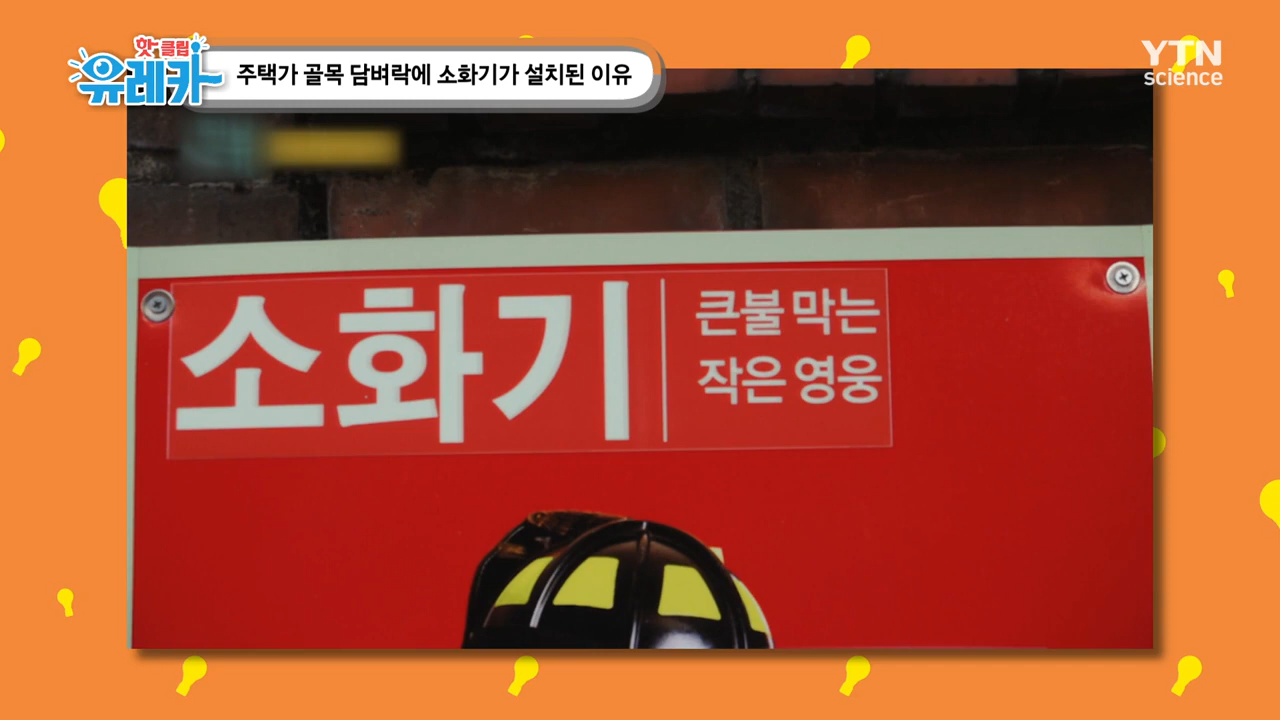 핫클립
유레카
주택가 골목 담벼락에 소화기가 설치된 이유
YTN
science
소화기
큰불 막는
작은 영웅